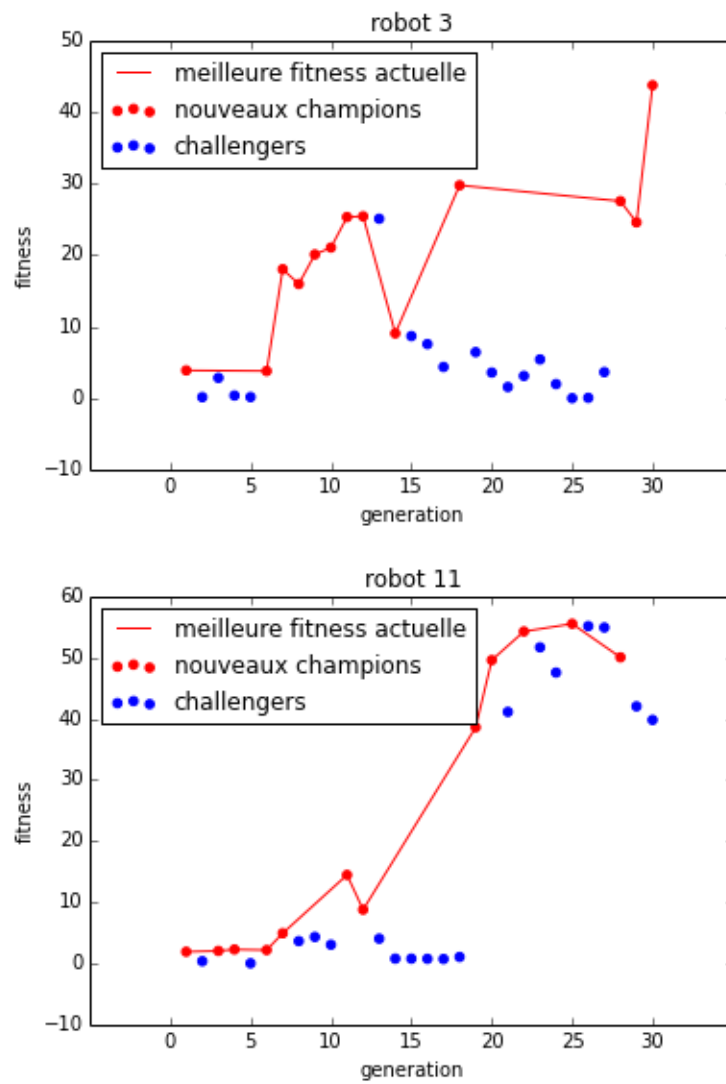 robot 3
50
40
30
20
10
0
−10
fitness
meilleure fitness actuelle
nouveaux champions
challengers
0 5 10 15 20 25 30
generation
robot 11
60
50
40
30
20
10
0
−10
fitness
meilleure fitness actuelle
nouveaux champions
challengers
0 5 10 15 20 25 30
generation